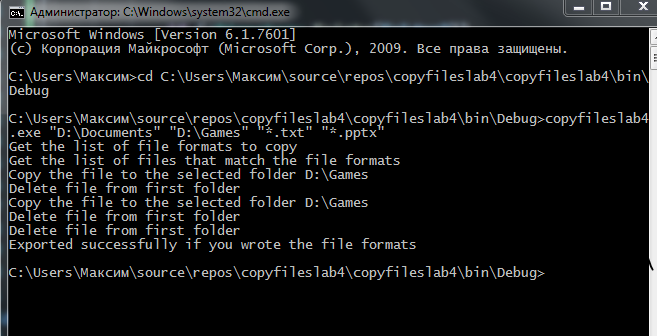 Администратор: C:\Windows\system32\cmd.exe
Microsoft Windows [Version 6.1.7601]
(c) Корпорация Майкрософт (Microsoft Corp.), 2009. Все права защищены.
C:\Users\Максим>cd C:\Users\Максим\source\repos\copyfileslab4\copyfileslab4\bin\
Debug
C:\Users\Максим\source\repos\copyfileslab4\copyfileslab4\bin\Debug>copyfileslab4
.exe "D:\Documents" "D:\Games" "*.txt" "*.pptx"
Get the list of file formats to copy
Get the list of files that match the file formats
Copy the file to the selected folder D:\Games
Delete file from first folder
Copy the file to the selected folder D:\Games
Delete file from first folder
Delete file from first folder
Exported successfully if you wrote the file formats
C:\Users\Максим\source\repos\copyfileslab4\copyfileslab4\bin\Debug>